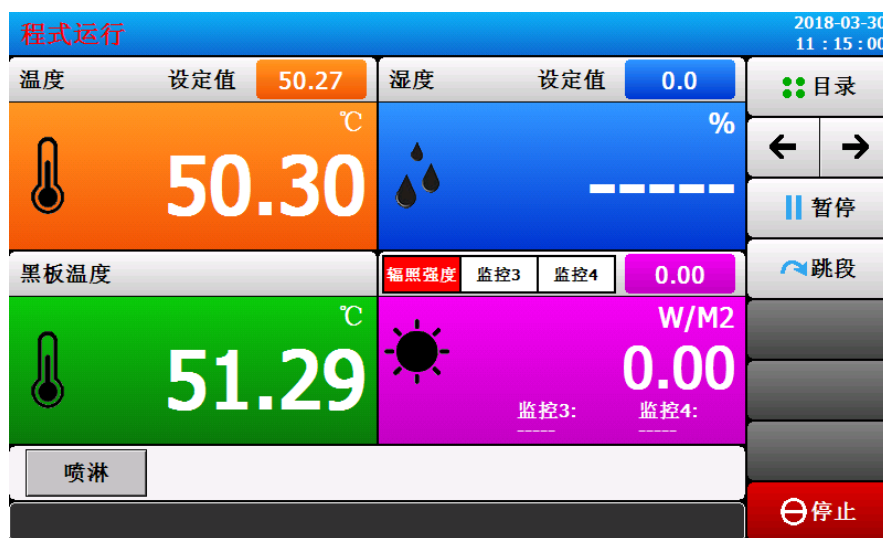 程式运行
2018-03-30
11 : 15 : 00
温度 设定值 50.27
湿度 设定值 0.0
目录
℃
50.30
%
-----
← →
暂停
黑板温度
辐照强度 监控3 监控4 0.00
跳段
℃
51.29
W/M2
0.00
监控3: 监控4:
----- -----
喷淋
停止